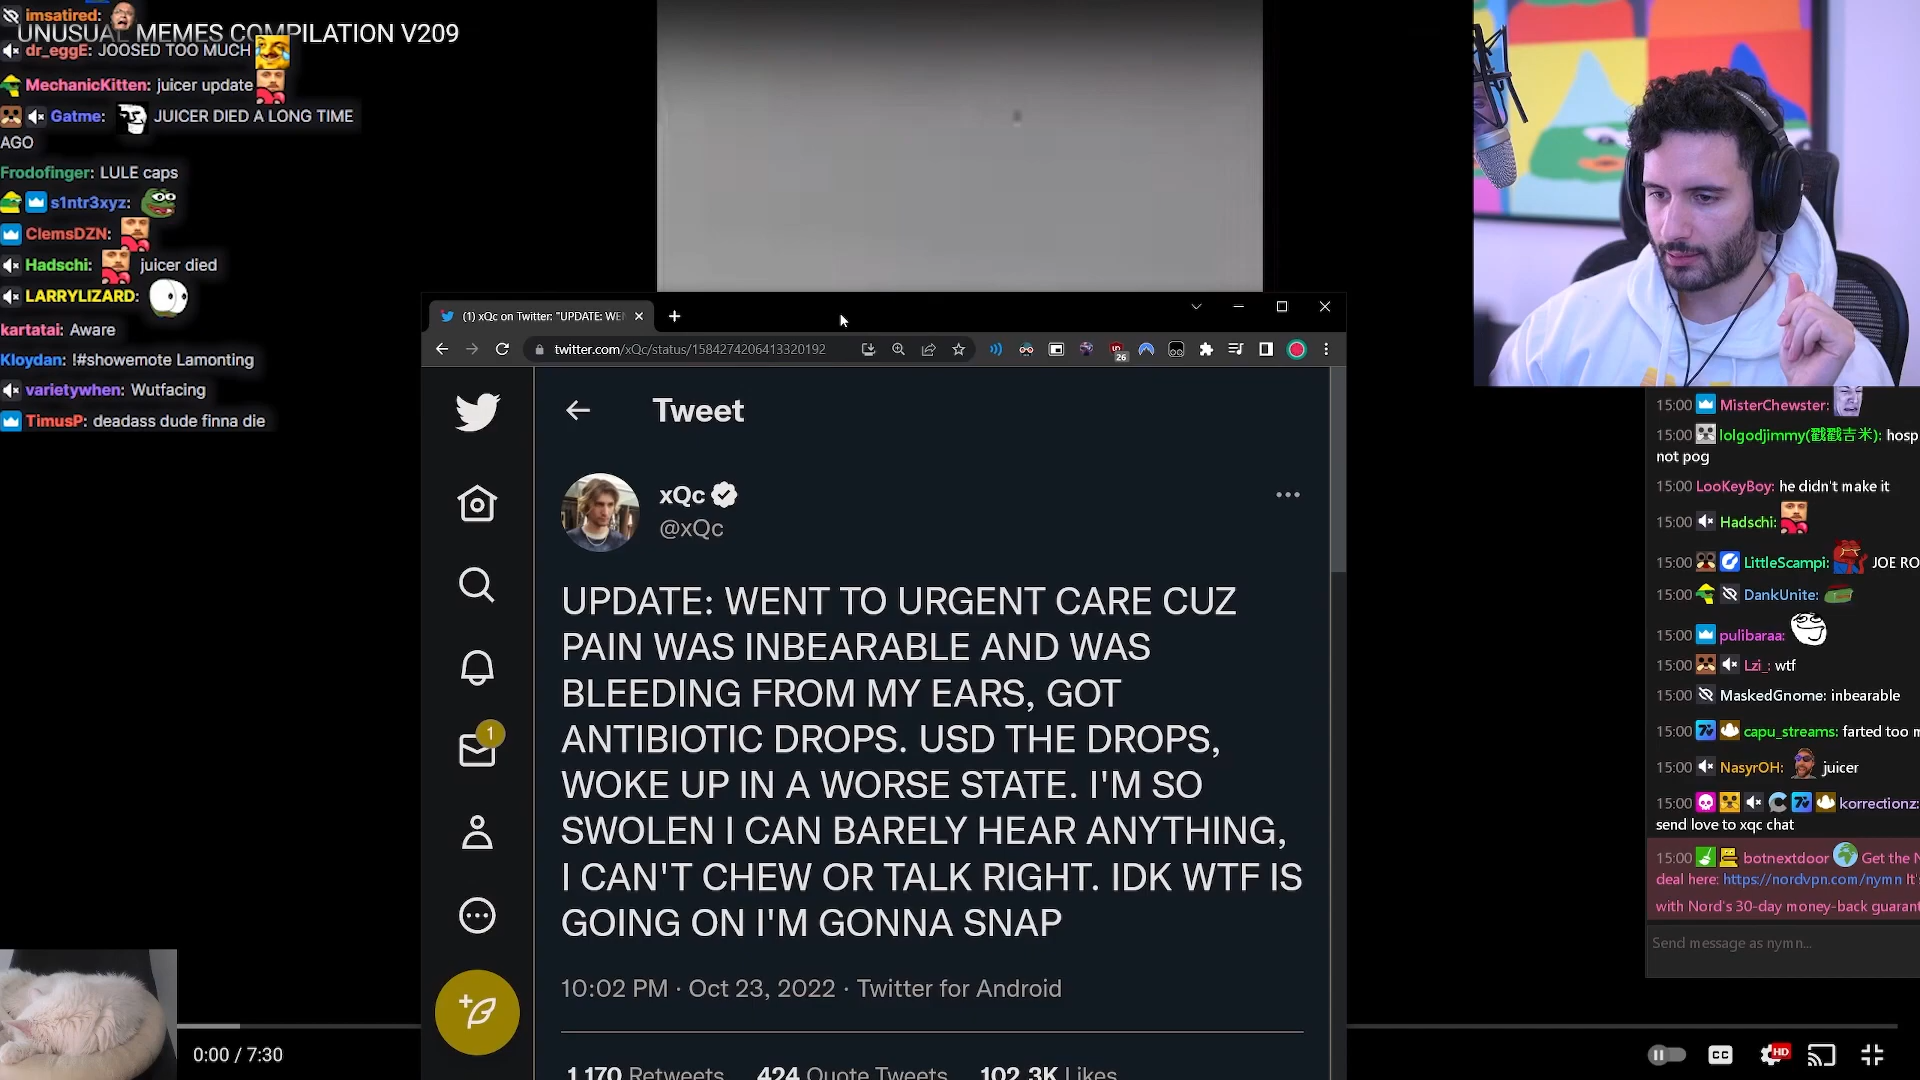 imsatired:
UNUSUAL MEMES COMPILATION V209
dr_eggE: JOOSED TOO MUCH
MechanicKitten: juicer update
Gatme: JUICER DIED A LONG TIME
AGO
Frodofinger: LULE caps
s1ntr3xyz:
ClemsDZN:
Hadschi: juicer died
LARRYLIZARD:
kartatai: Aware
Kloydan: !#showemote Lamonting
varietywhen: Wutfacing
TimusP: deadass dude finna die
(1) xQc on Twitter: "UPDATE: WEN
twitter.com/xQc/status/1584274206413320192
26
Tweet
xQc
@xQc
UPDATE: WENT TO URGENT CARE CUZ
PAIN WAS INBEARABLE AND WAS
BLEEDING FROM MY EARS, GOT
ANTIBIOTIC DROPS. USD THE DROPS,
WOKE UP IN A WORSE STATE. I'M SO
SWOLEN I CAN BARELY HEAR ANYTHING,
I CAN'T CHEW OR TALK RIGHT. IDK WTF IS
GOING ON I'M GONNA SNAP
10:02 PM · Oct 23, 2022 · Twitter for Android
1,170 Retweets 424 Quote Tweets 102.3K Likes
1
15:00 MisterChewster:
15:00 lolgodjimmy(戳戳吉米): hosp
not pog
15:00 LooKeyBoy: he didn't make it
15:00 Hadschi:
15:00 LittleScampi: JOE RO
15:00 DankUnite:
15:00 pulibaraa:
15:00 Lzi_: wtf
15:00 MaskedGnome: inbearable
15:00 capu_streams: farted too m
15:00 NasyrOH: juicer
15:00 korrectionz:
send love to xqc chat
15:00 botnextdoor Get the N
deal here: https://nordvpn.com/nymn It's
with Nord's 30-day money-back guarant
Send message as nymn...
0:00 / 7:30
CC
HD